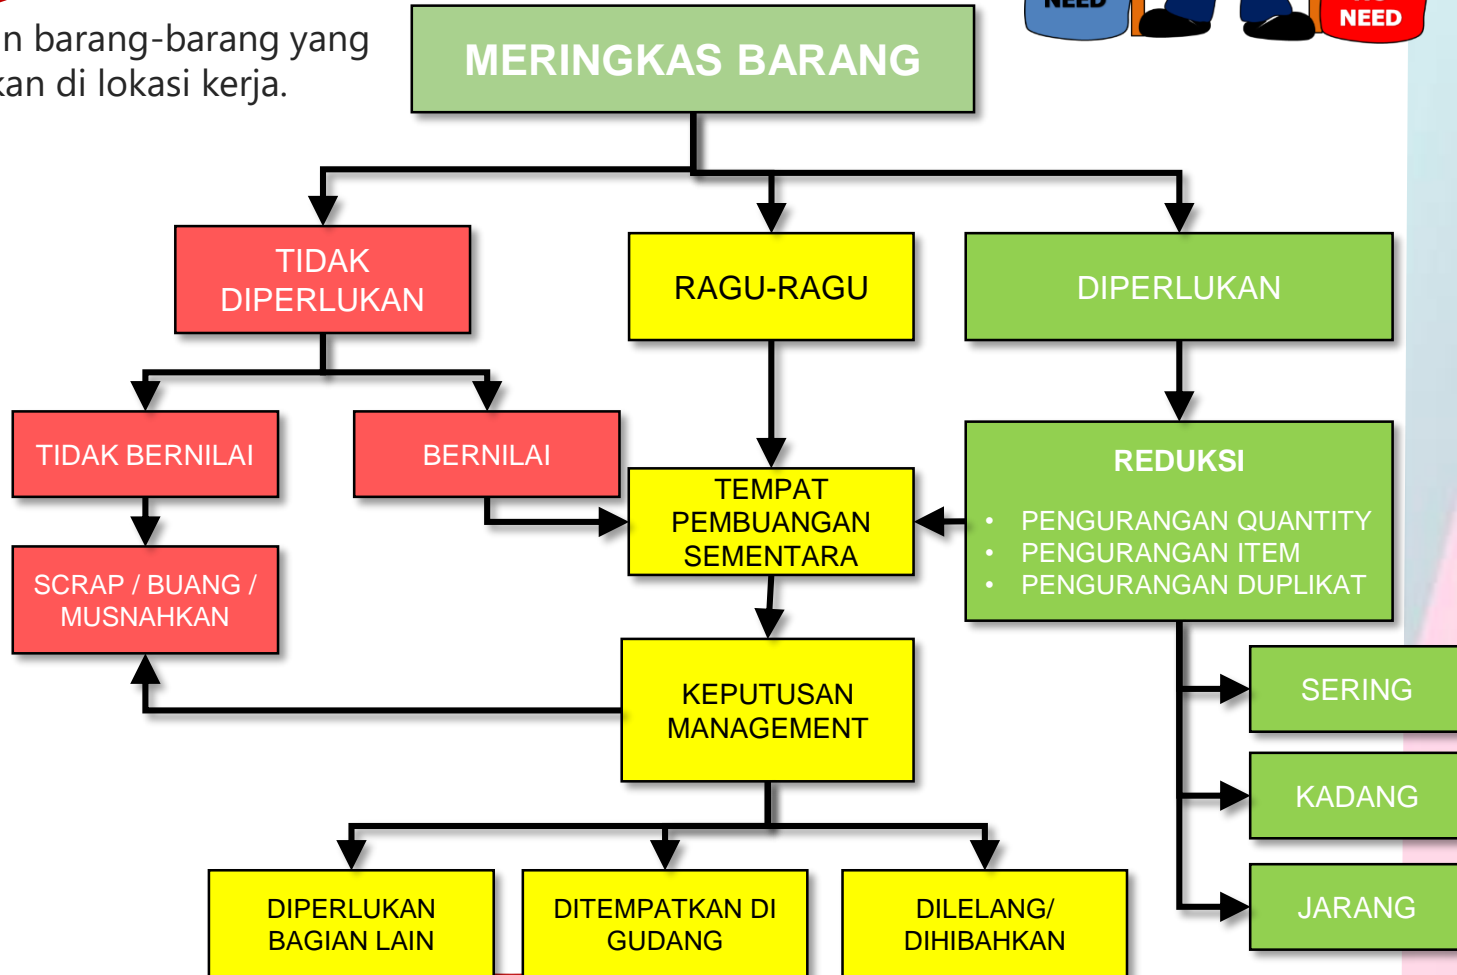 n barang-barang yang
kan di lokasi kerja.
NEED
NEED
MERINGKAS BARANG
TIDAK
DIPERLUKAN
RAGU-RAGU
DIPERLUKAN
TIDAK BERNILAI
BERNILAI
TEMPAT
PEMBUANGAN
SEMENTARA
REDUKSI
• PENGURANGAN QUANTITY
• PENGURANGAN ITEM
• PENGURANGAN DUPLIKAT
SCRAP / BUANG /
MUSNAHKAN
KEPUTUSAN
MANAGEMENT
SERING
KADANG
JARANG
DIPERLUKAN
BAGIAN LAIN
DITEMPATKAN DI
GUDANG
DILELANG/
DIHIBAHKAN